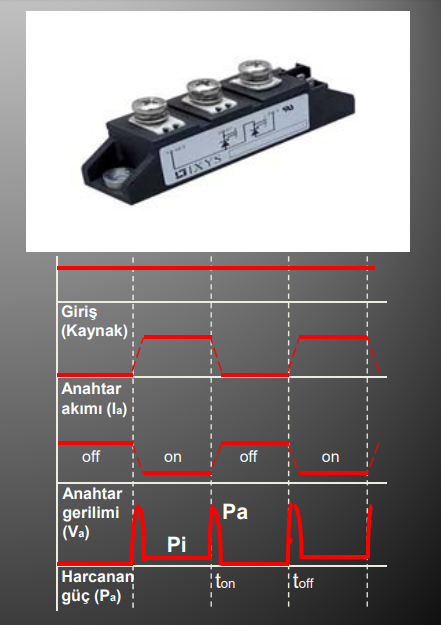 IXYS
Giriş
(Kaynak)
Anahtar
akımı (Ia)
off on off on
Anahtar
gerilimi
(Va)
Pa
Pi
Harcanan
güç (Pa)
ton toff